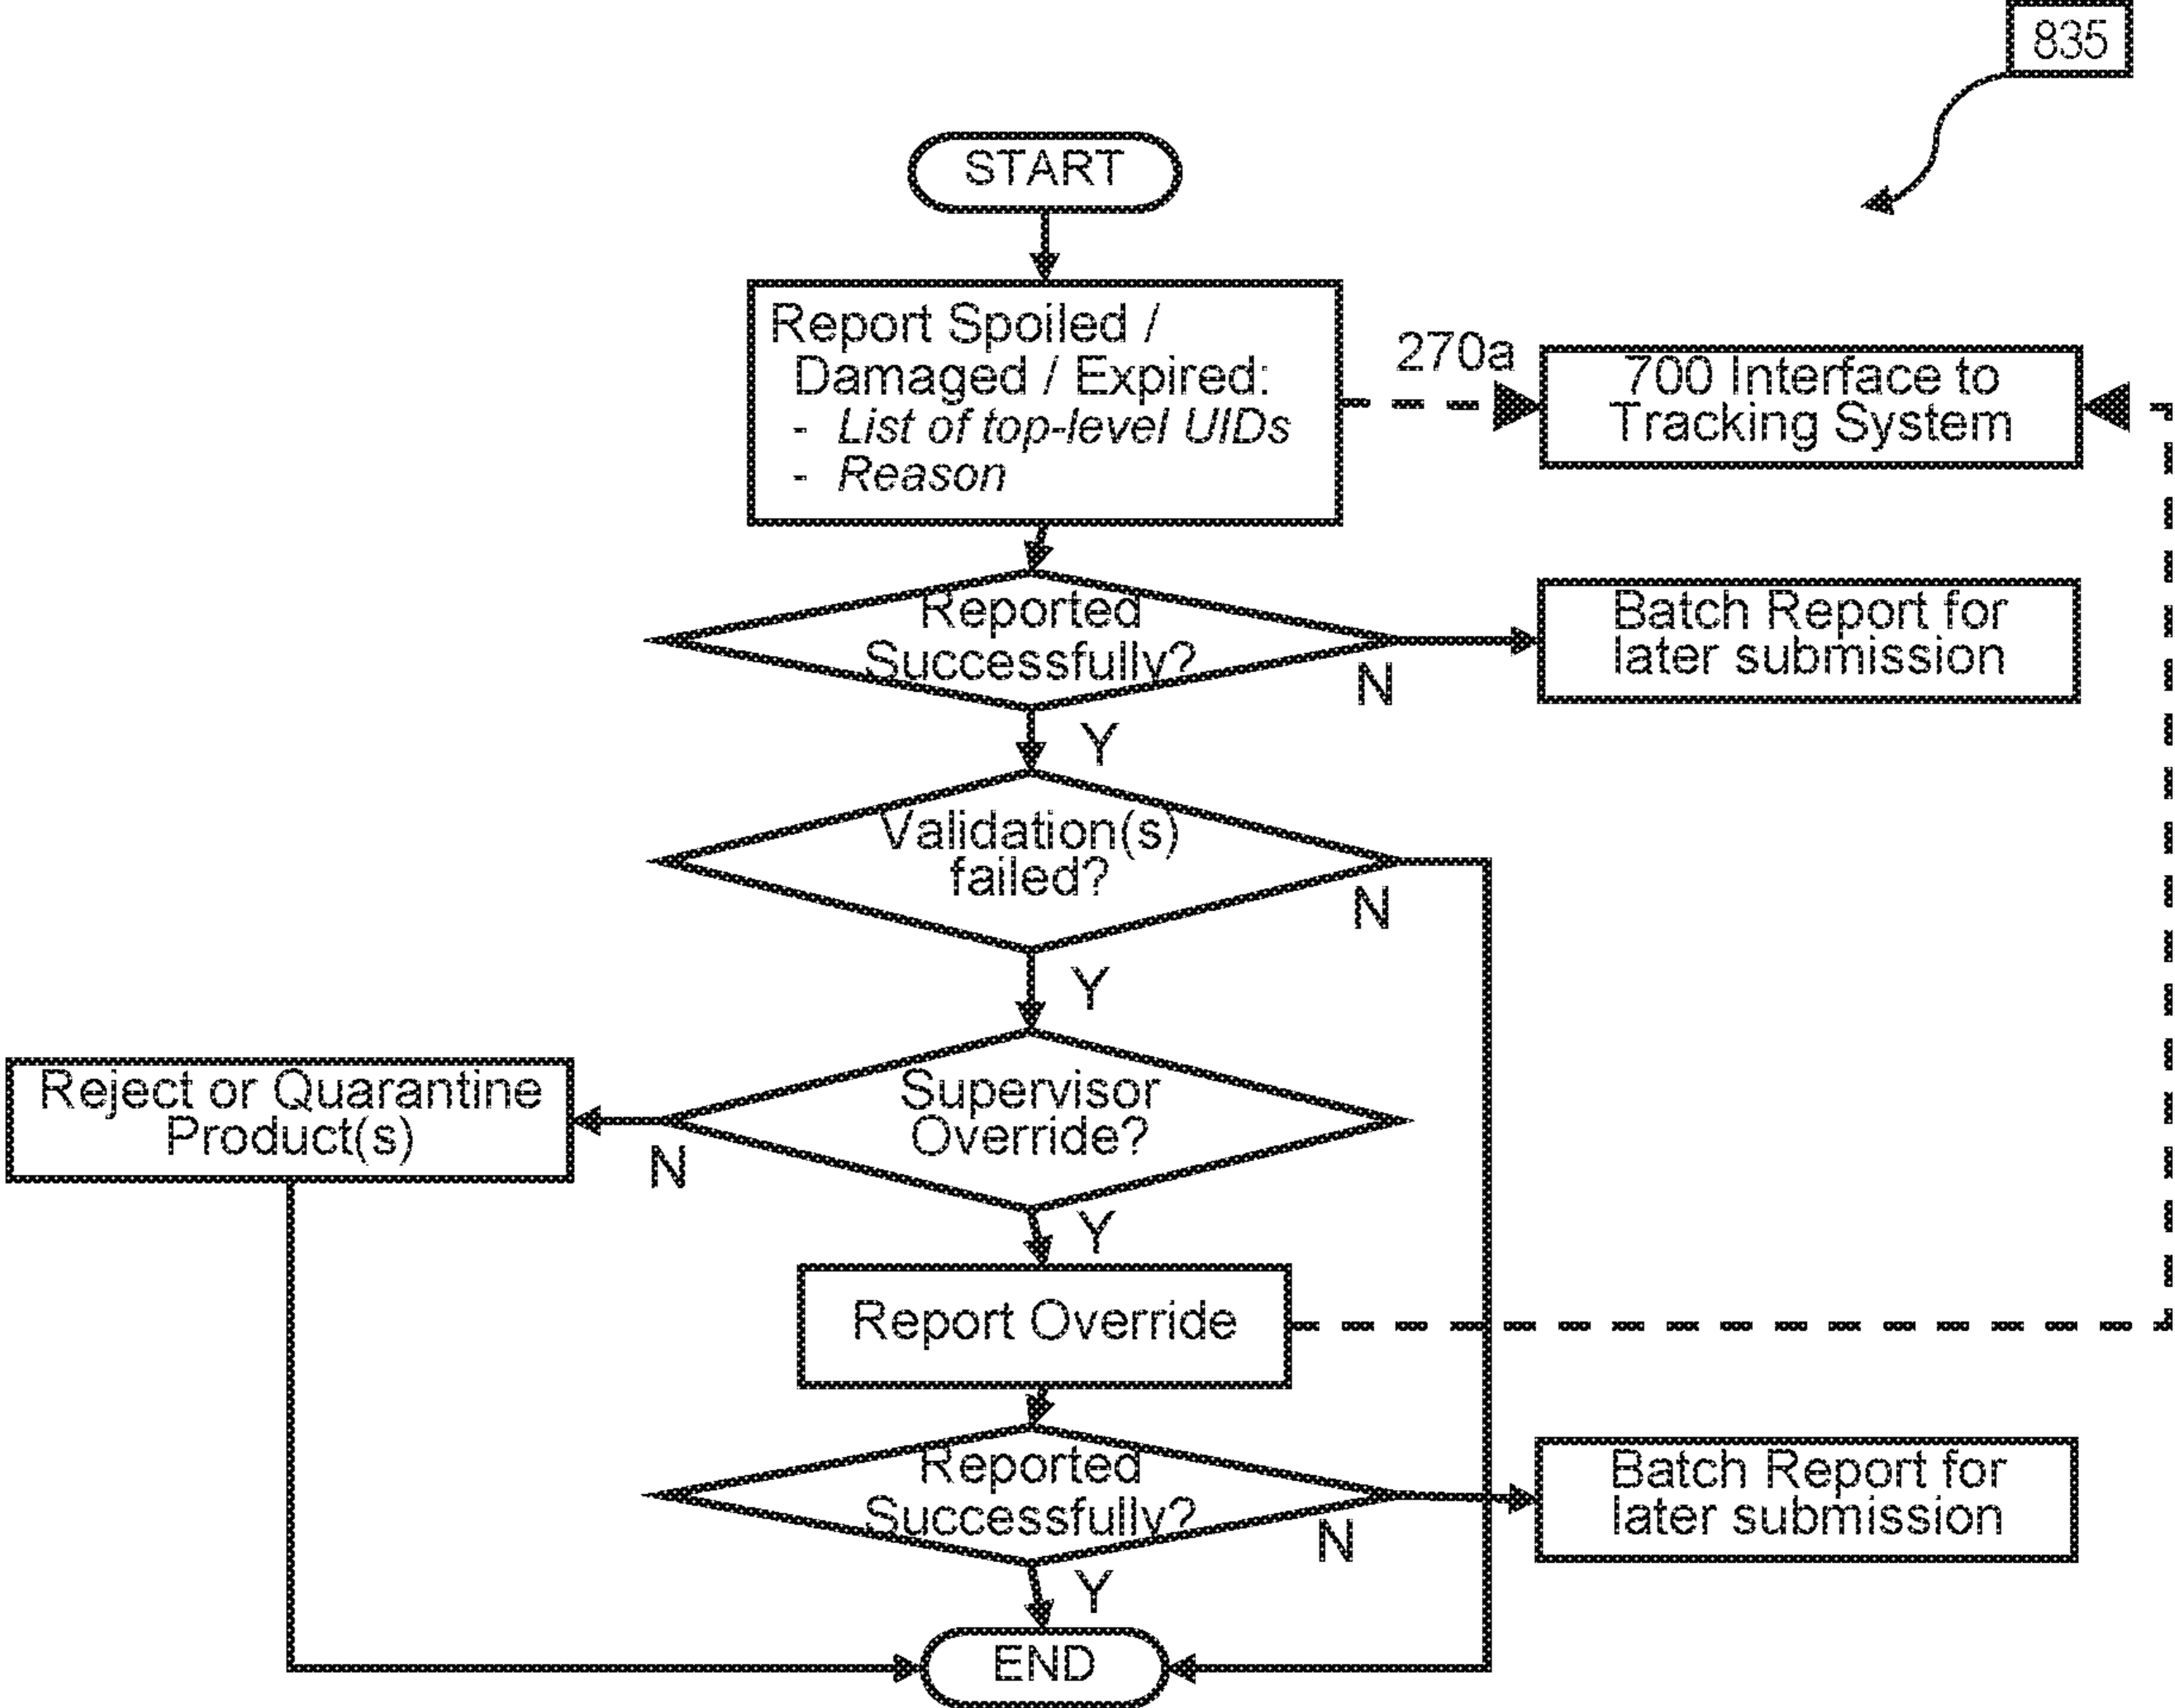 835
START
Report Spoiled /
Damaged / Expired:
- List of top-level UIDs
- Reason
270a
700 Interface to
Tracking System
Reported
Successfully?
N
Batch Report for
later submission
Y
Validation(s)
failed?
N
Y
Supervisor
Override?
Reject or Quarantine
Product(s)
N
Y
Report Override
Reported
Successfully?
N
Batch Report for
later submission
Y
END